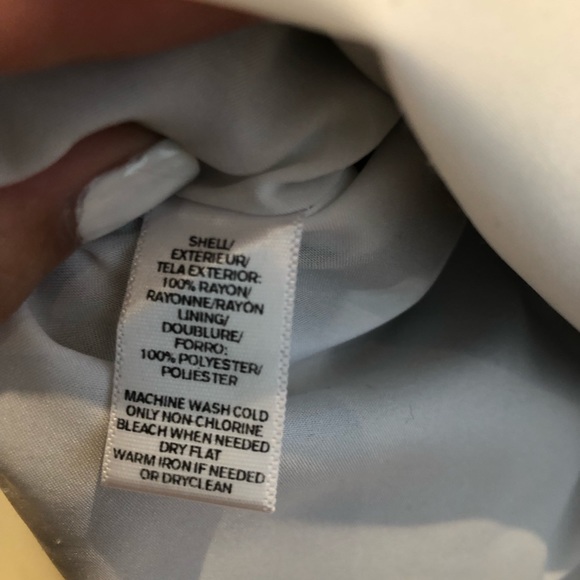 SHELL/
EXTERIEUR/
TELA EXTERIOR:
100% RAYON/
RAYONNE/RAYON
LINING/
DOUBLURE/
FORRO:
100% POLYESTER/
POLIESTER
MACHINE WASH COLD
ONLY NON-CHLORINE
BLEACH WHEN NEEDED
DRY FLAT
WARM IRON IF NEEDED
OR DRYCLEAN